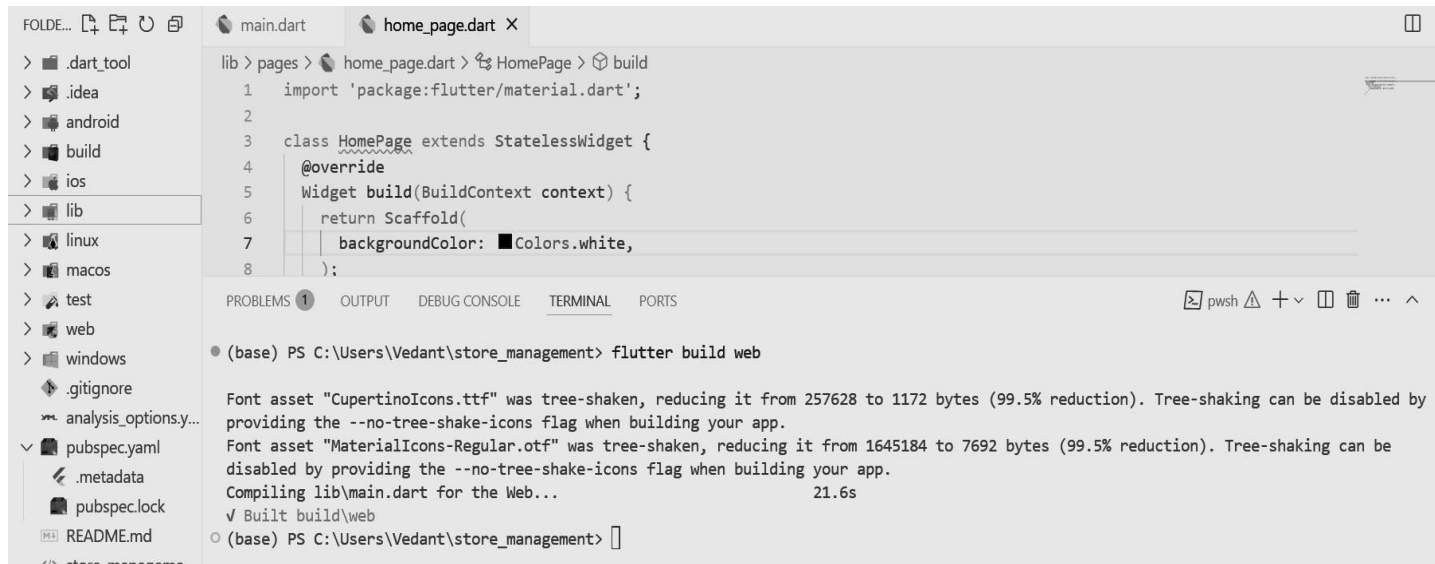 FOLDE...
main.dart
home_page.dart
.dart_tool
.idea
android
build
ios
lib
linux
macos
test
web
windows
.gitignore
analysis_options.y...
pubspec.yaml
.metadata
pubspec.lock
README.md
lib > pages > home_page.dart > HomePage > build
1 import 'package:flutter/material.dart';
2
3 class HomePage extends StatelessWidget {
4 @override
5 Widget build(BuildContext context) {
6 return Scaffold(
7 backgroundColor: Colors.white,
8 );
PROBLEMS 1 OUTPUT DEBUG CONSOLE TERMINAL PORTS
pwsh
(base) PS C:\Users\Vedant\store_management> flutter build web
Font asset "CupertinoIcons.ttf" was tree-shaken, reducing it from 257628 to 1172 bytes (99.5% reduction). Tree-shaking can be disabled by
providing the --no-tree-shake-icons flag when building your app.
Font asset "MaterialIcons-Regular.otf" was tree-shaken, reducing it from 1645184 to 7692 bytes (99.5% reduction). Tree-shaking can be
disabled by providing the --no-tree-shake-icons flag when building your app.
Compiling lib\main.dart for the Web... 21.6s
√ Built build\web
(base) PS C:\Users\Vedant\store_management>